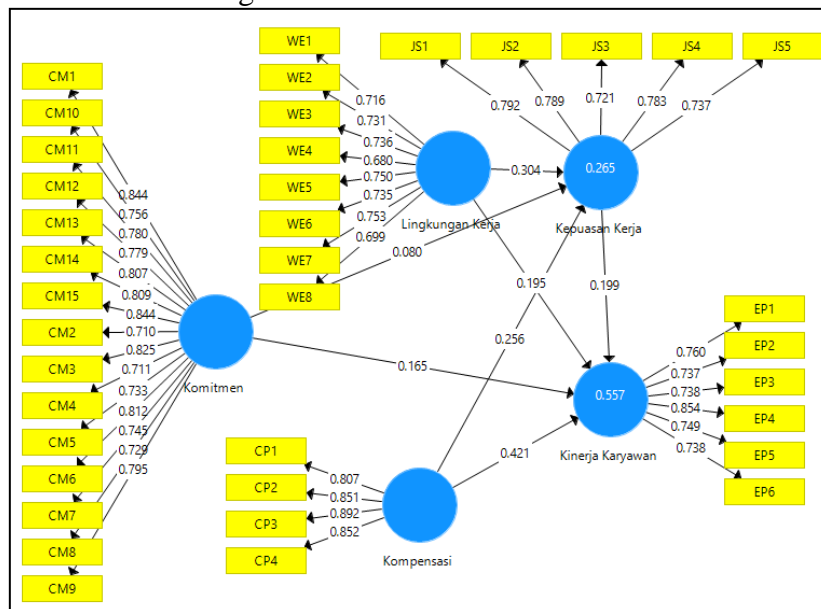 CM1
CM10
CM11
CM12
CM13
CM14
CM15
CM2
CM3
CM4
CM5
CM6
CM7
CM8
CM9
0.844
0.756
0.780
0.779
0.807
0.809
0.844
0.710
0.825
0.711
0.733
0.812
0.745
0.729
0.795
Komitmen
WE1
WE2
WE3
WE4
WE5
WE6
WE7
WE8
0.716
0.731
0.736
0.680
0.750
0.735
0.753
0.699
Lingkungan Kerja
JS1
JS2
JS3
JS4
JS5
0.792
0.789
0.721
0.783
0.737
0.265
Kepuasan Kerja
0.304
0.080
0.195
0.256
0.199
0.165
0.421
CP1
CP2
CP3
CP4
0.807
0.851
0.892
0.852
Kompensasi
0.557
Kinerja Karyawan
0.760
0.737
0.738
0.854
0.749
0.738
EP1
EP2
EP3
EP4
EP5
EP6